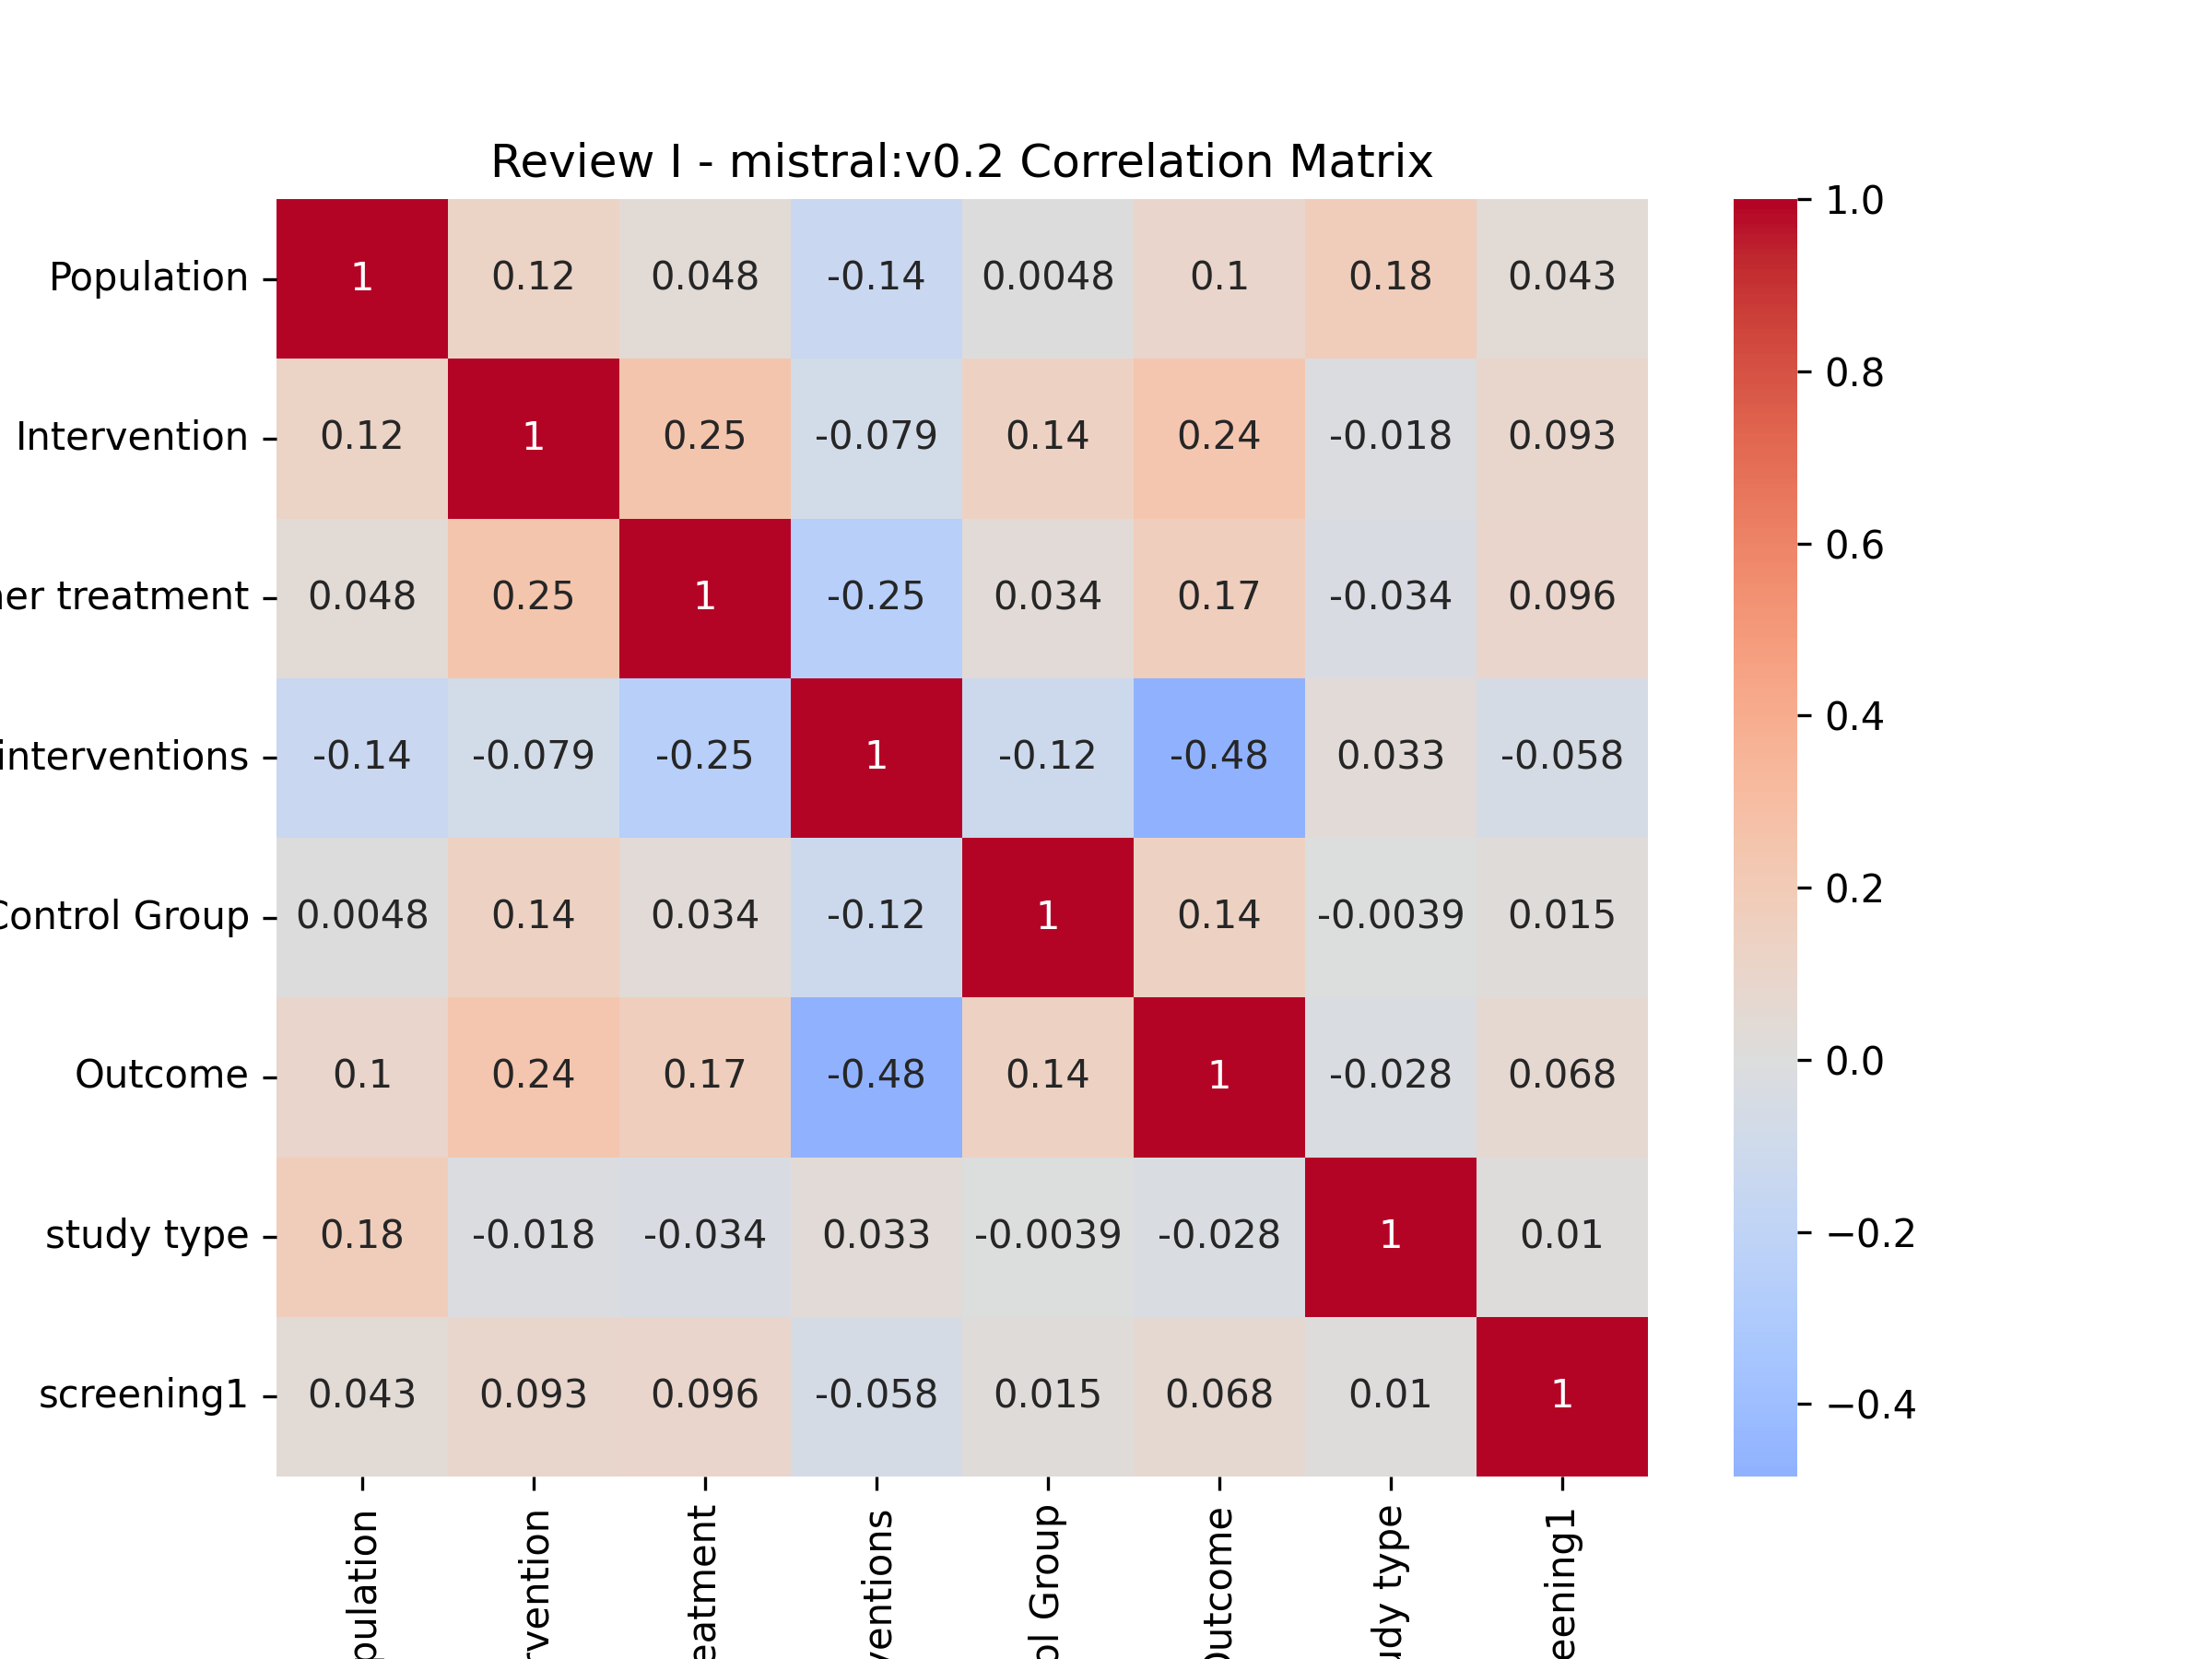 Review I - mistral:v0.2 Correlation Matrix
Population 1 0.12 0.048 -0.14 0.0048 0.1 0.18 0.043
Intervention 0.12 1 0.25 -0.079 0.14 0.24 -0.018 0.093
her treatment 0.048 0.25 1 -0.25 0.034 0.17 -0.034 0.096
interventions -0.14 -0.079 -0.25 1 -0.12 -0.48 0.033 -0.058
Control Group 0.0048 0.14 0.034 -0.12 1 0.14 -0.0039 0.015
Outcome 0.1 0.24 0.17 -0.48 0.14 1 -0.028 0.068
study type 0.18 -0.018 -0.034 0.033 -0.0039 -0.028 1 0.01
screening1 0.043 0.093 0.096 -0.058 0.015 0.068 0.01 1
pulation
rvention
eatment
ventions
ol Group
Outcome
udy type
eening1
1.0
0.8
0.6
0.4
0.2
0.0
−0.2
−0.4